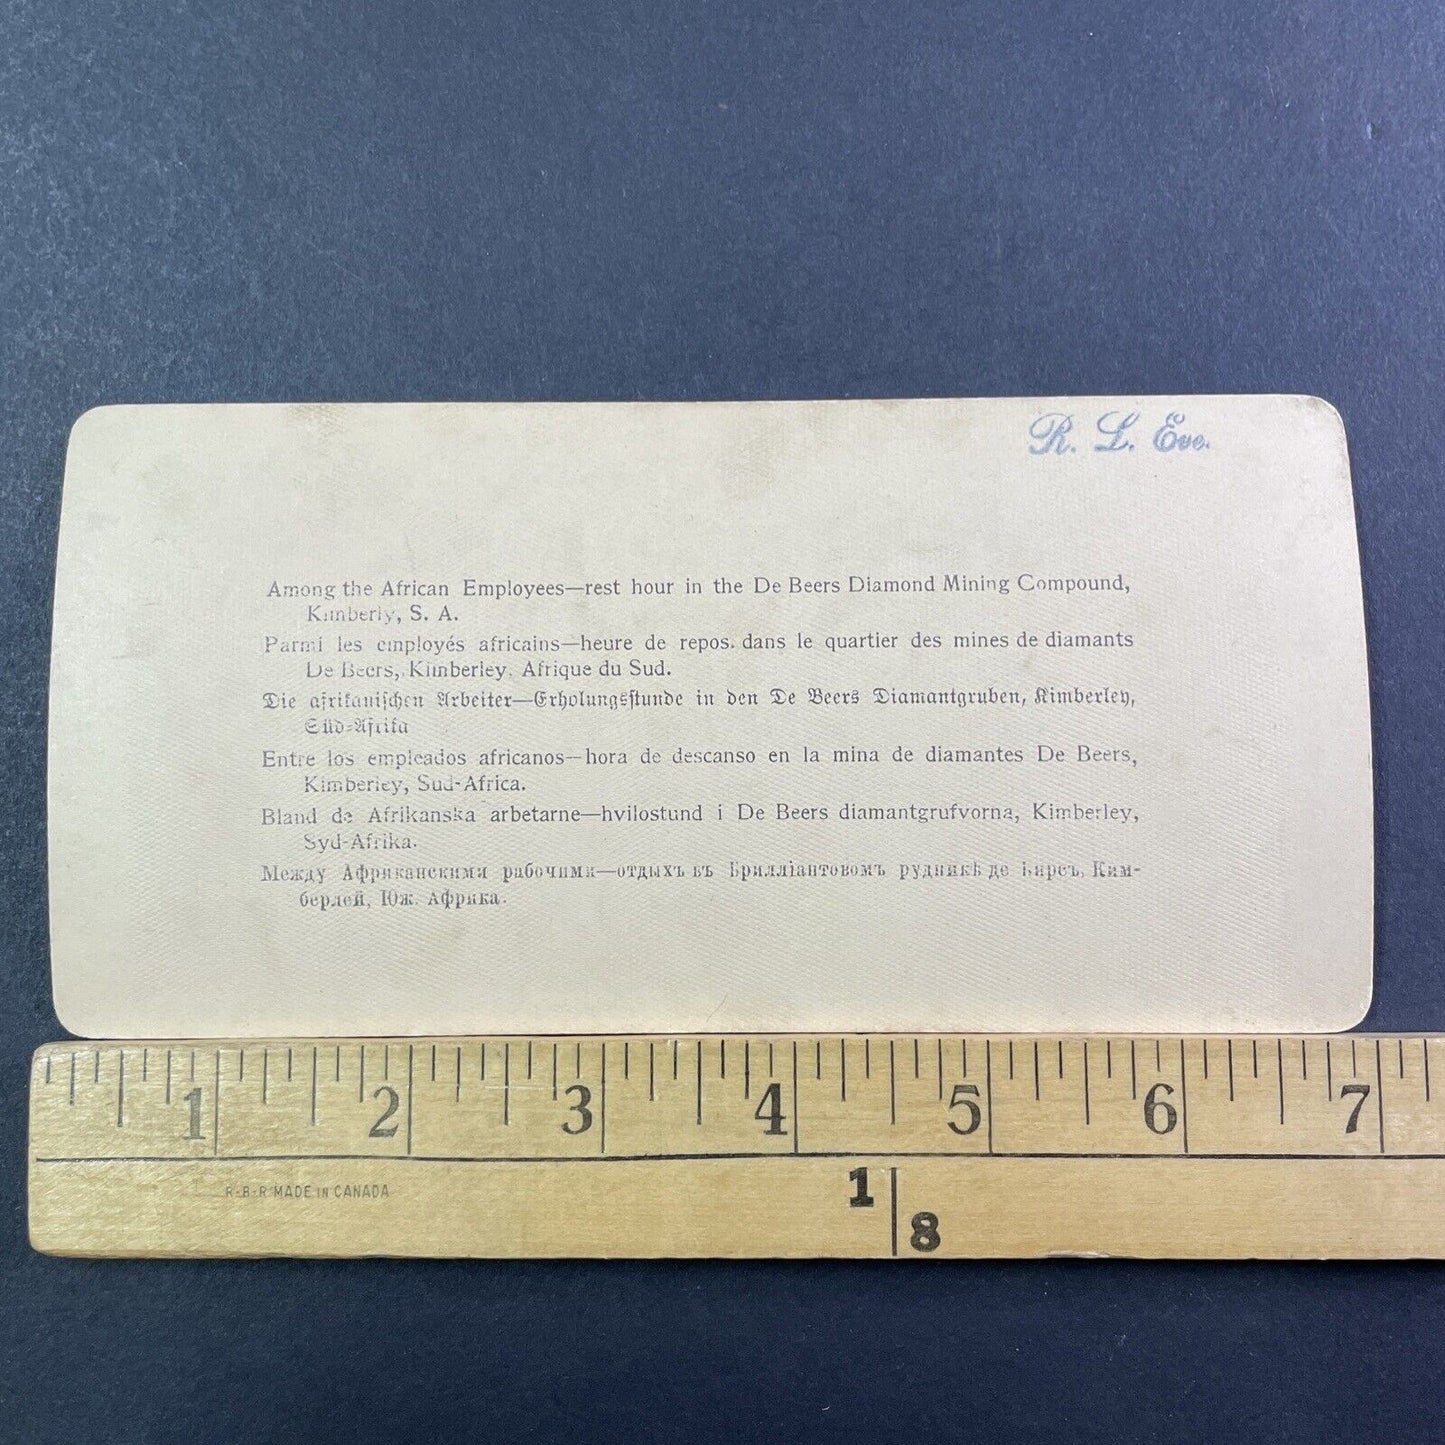 R. L. Eve.
Among the African Employees—rest hour in the De Beers Diamond Mining Compound,
Kimberly, S. A.
Parmi les employés africains—heure de repos. dans le quartier des mines de diamants
De Beers, Kimberley, Afrique du Sud.
Die afrikanischen Arbeiter—Erholungsstunde in den De Beers Diamantgruben, Kimberley,
Süd-Afrika
Entre los empleados africanos—hora de descanso en la mina de diamantes De Beers,
Kimberley, Sud-Africa.
Bland de Afrikanska arbetarne—hvilostund i De Beers diamantgrufvorna, Kimberley,
Syd-Afrika.
Между Африканскими рабочими—отдыхъ въ Брилліантовомъ рудникѣ де Бирсъ, Ким-
берлей, Юж. Африка.
1 2 3 4 5 6 7
R-B-R MADE IN CANADA
1
8